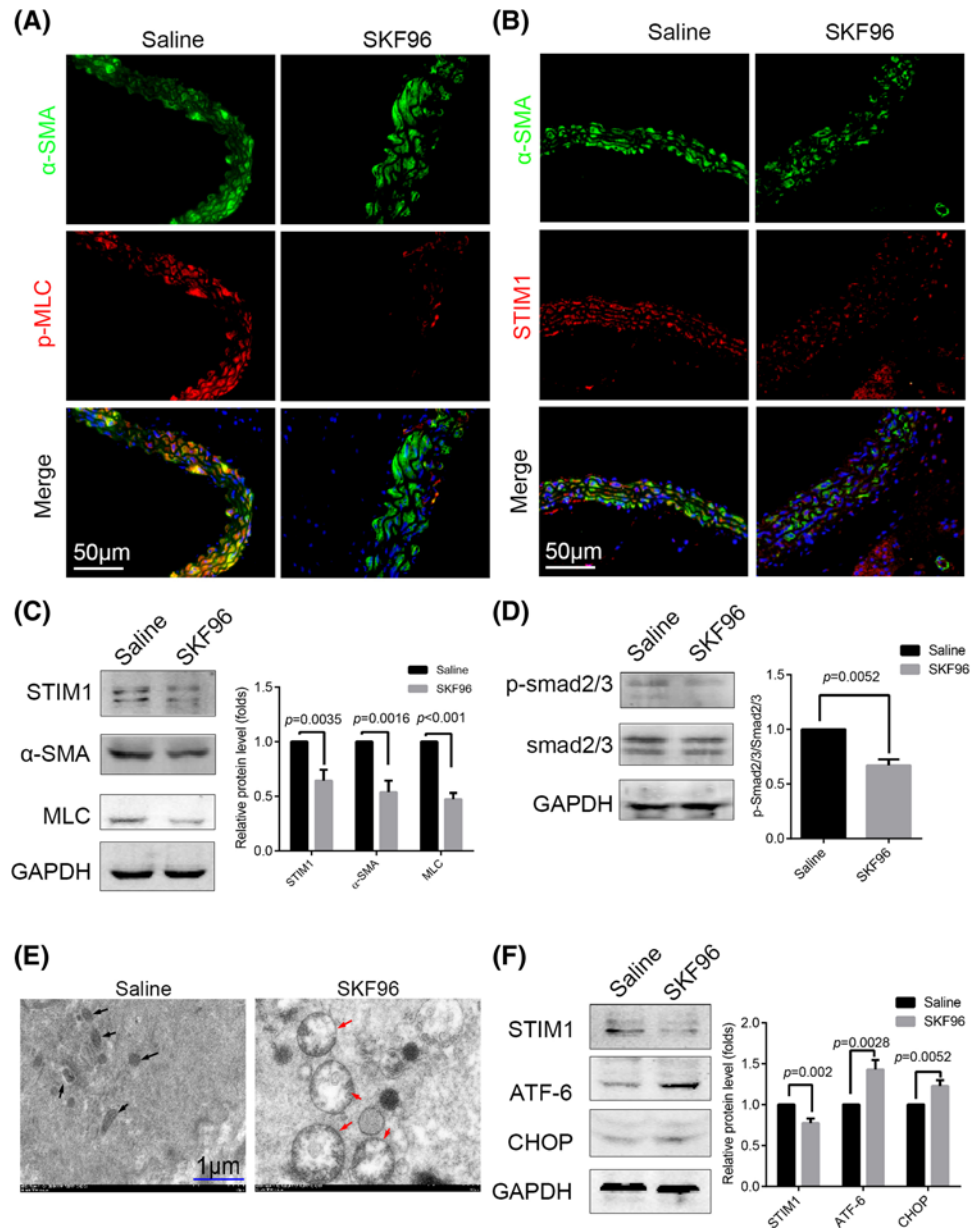 (A)
Saline
SKF96
α-SMA
p-MLC
Merge
50μm
(B)
Saline
SKF96
α-SMA
STIM1
Merge
50μm
(C)
Saline
SKF96
STIM1
α-SMA
MLC
GAPDH
Relative protein level (folds)
Saline
SKF96
1.5
1.0
0.5
0.0
p=0.0035
p=0.0016
p<0.001
STIM1
α-SMA
MLC
(D)
Saline
SKF96
p-smad2/3
smad2/3
GAPDH
p-Smad2/3/Smad2/3
Saline
SKF96
1.5
1.0
0.5
0.0
p=0.0052
Saline
SKF96
(E)
Saline
SKF96
1μm
(F)
Saline
SKF96
STIM1
ATF-6
CHOP
GAPDH
Relative protein level (folds)
Saline
SKF96
2.0
1.5
1.0
0.5
0.0
p=0.002
p=0.0028
p=0.0052
STIM1
ATF-6
CHOP